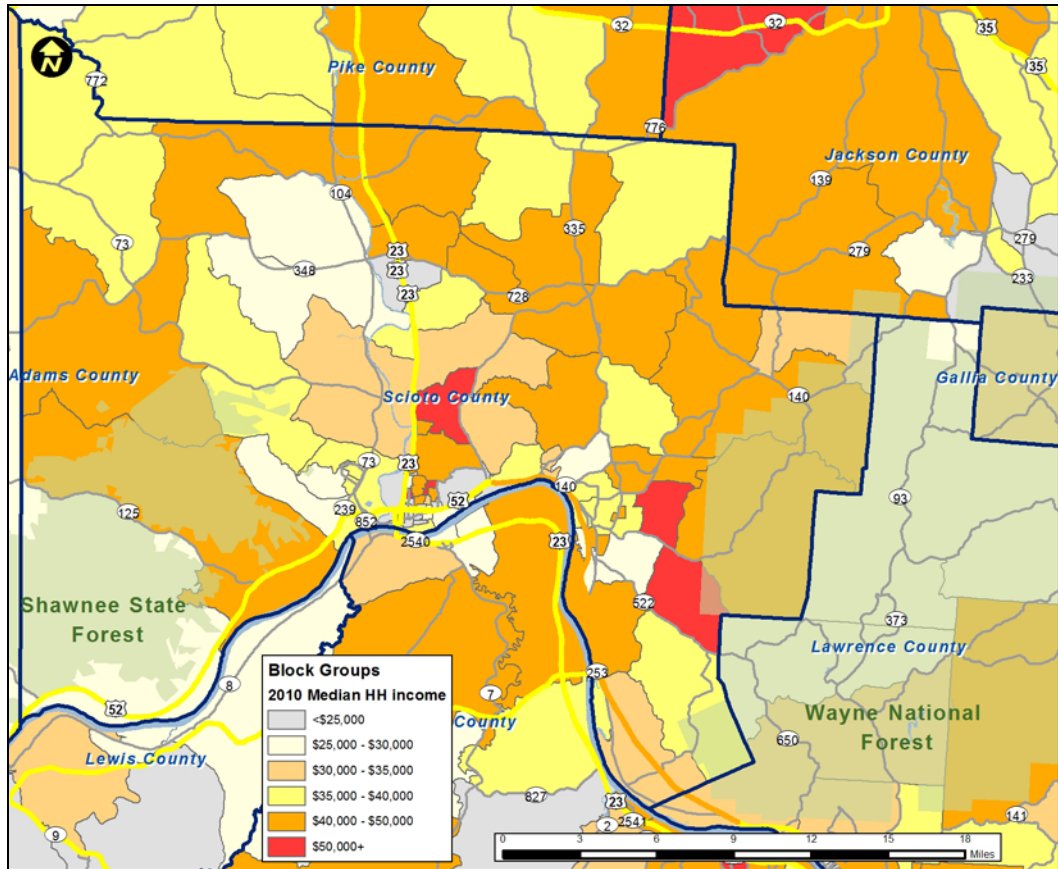 32
32
35
35
N
772
Pike County
776
Jackson County
104
139
335
73
279
279
23
348
23
233
23
728
Adams County
Gallia County
Scioto County
140
73
23
93
125
239
52
140
852
2540
23
Shawnee State
Forest
522
373
Lawrence County
8
253
7
52
County
Wayne National
Forest
650
Lewis County
827
23
2
2541
141
9
Block Groups
2010 Median HH income
<$25,000
$25,000 - $30,000
$30,000 - $35,000
$35,000 - $40,000
$40,000 - $50,000
$50,000+
0 3 6 9 12 15 18
Miles